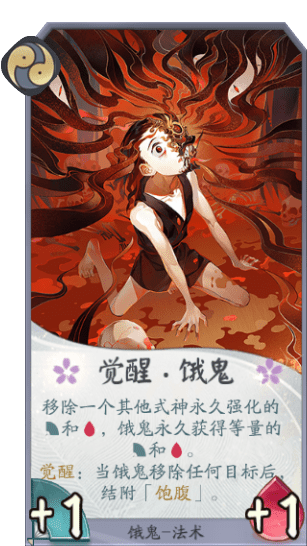 觉醒·饿鬼
移除一个其他式神永久强化的
和，饿鬼永久获得等量的
和。
觉醒：当饿鬼移除任何目标后，
结附「饱腹」。
+1
饿鬼-法术
+1